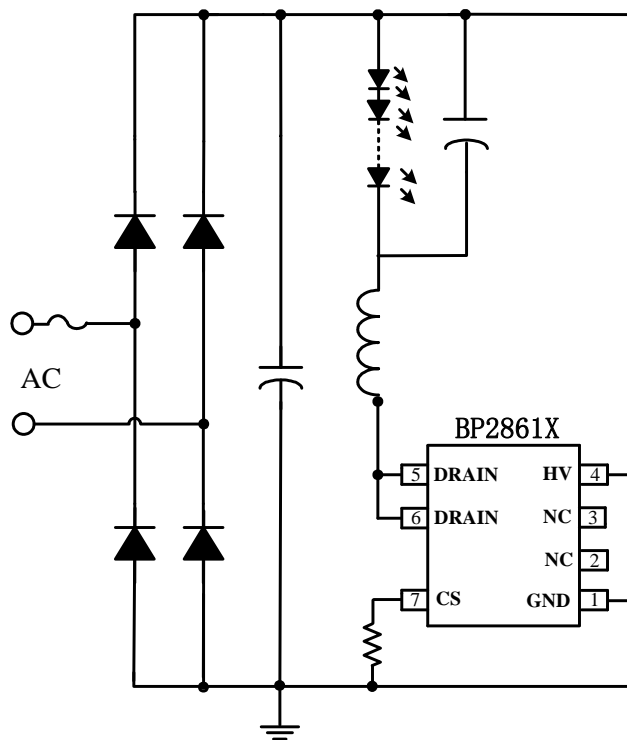 AC
BP2861X
5 DRAIN HV 4
6 DRAIN NC 3
NC 2
7 CS GND 1